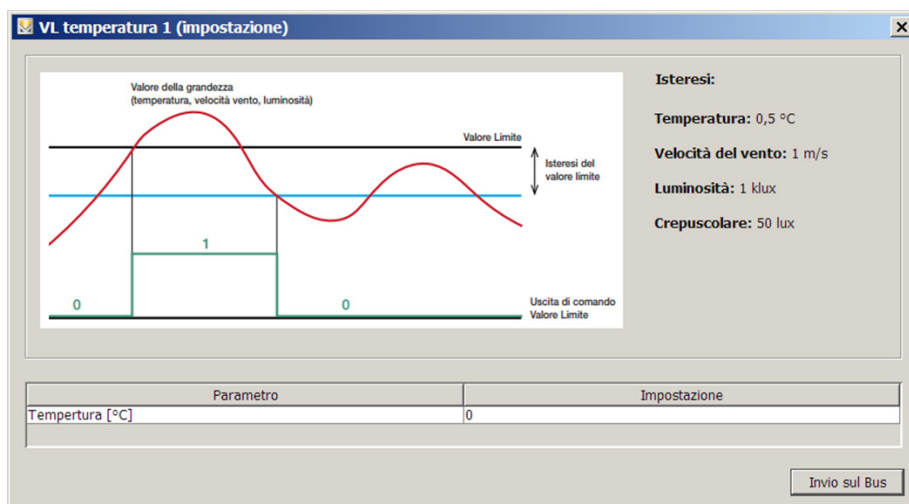 VL temperatura 1 (impostazione)
Valore della grandezza
(temperatura, velocità vento, luminosità)
Valore Limite
Isteresi del
valore limite
1
0
0
Uscita di comando
Valore Limite
Isteresi:
Temperatura: 0,5 °C
Velocità del vento: 1 m/s
Luminosità: 1 klux
Crepuscolare: 50 lux
Parametro Impostazione
Tempertura [°C] 0
Invio sul Bus